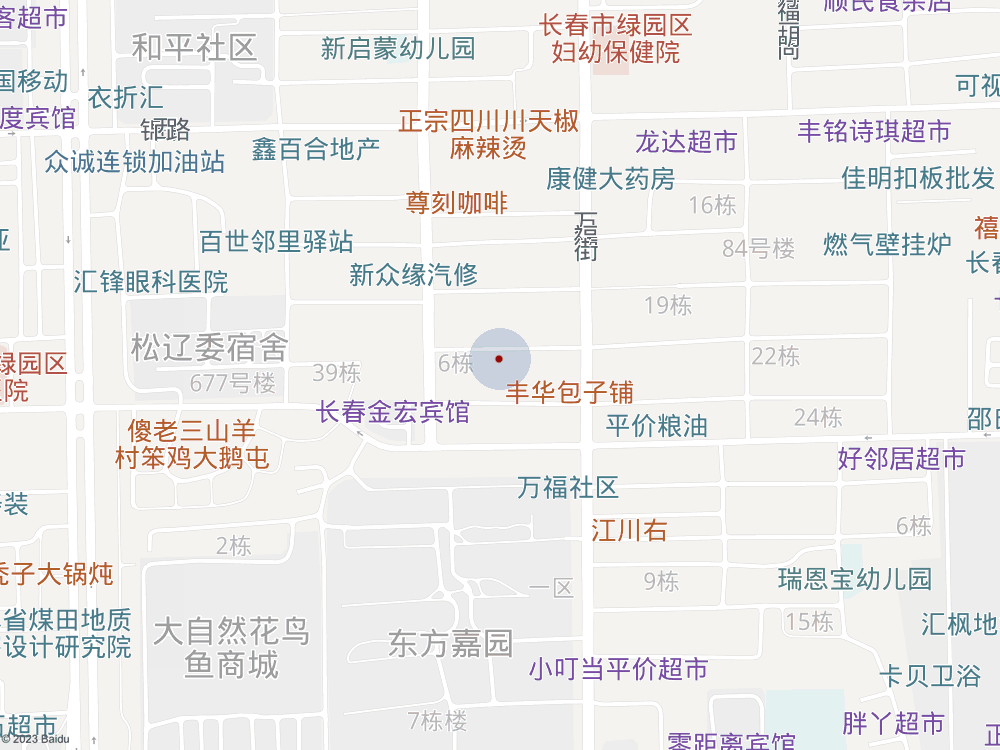 客超市
顺民食杂店
长春市绿园区
妇幼保健院
福
胡
同
和平社区
新启蒙幼儿园
国移动
可视
衣折汇
度宾馆
正宗四川川天椒
麻辣烫
丰铭诗琪超市
龙达超市
众诚连锁加油站
鑫百合地产
康健大药房
佳明扣板批发
尊刻咖啡
16栋
万福街
百世邻里驿站
84号楼
燃气壁挂炉
禧
长春
汇锋眼科医院
新众缘汽修
19栋
松辽委宿舍
6栋
22栋
绿园区
医院
39栋
677号楼
丰华包子铺
长春金宏宾馆
24栋
平价粮油
傻老三山羊
村笨鸡大鹅屯
好邻居超市
万福社区
装
江川右
6栋
2栋
秃子大锅炖
9栋
一区
瑞恩宝幼儿园
省煤田地质
设计研究院
大自然花鸟
鱼商城
15栋
汇枫地
东方嘉园
小叮当平价超市
卡贝卫浴
7栋楼
超市
胖丫超市
零距离宾馆
正
© 2023 Baidu